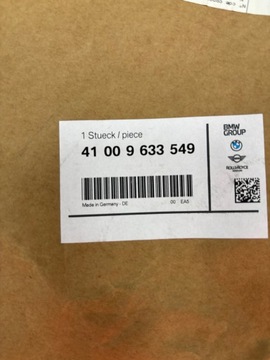 1 Stueck / piece
41 00 9 633 549
Made in Germany - DE
00 EA5
BMW
GROUP
ROLLS-ROYCE